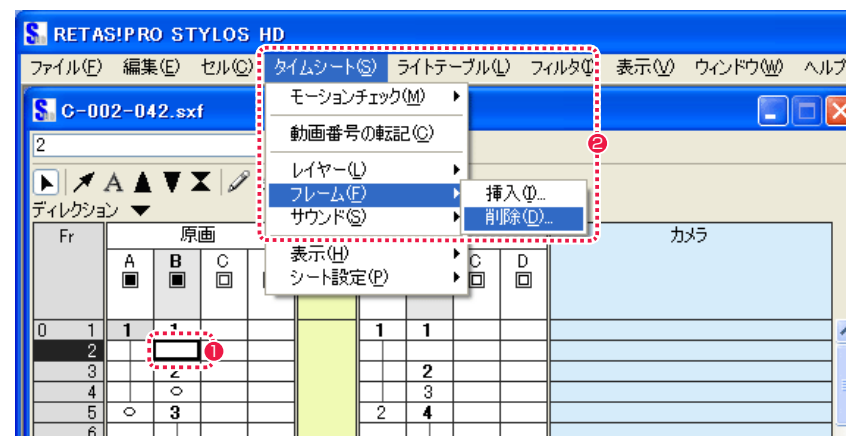 RETAS!PRO STYLOS HD
ファイル(F) 編集(E) セル(C) タイムシート(S) ライトテーブル(L) フィルタ(I) 表示(V) ウィンドウ(W) ヘルプ
C-002-042.sxf
モーションチェック(M)
動画番号の転記(C)
2
レイヤー(L)
フレーム(F)
サウンド(S)
挿入(I)...
削除(D)...
表示(H)
シート設定(P)
2
A
ディレクション
Fr 原画 カメラ
A B C C D
0 1 1 1 1 1
2 1
3 2 2
4 3
5 3 2 4
6